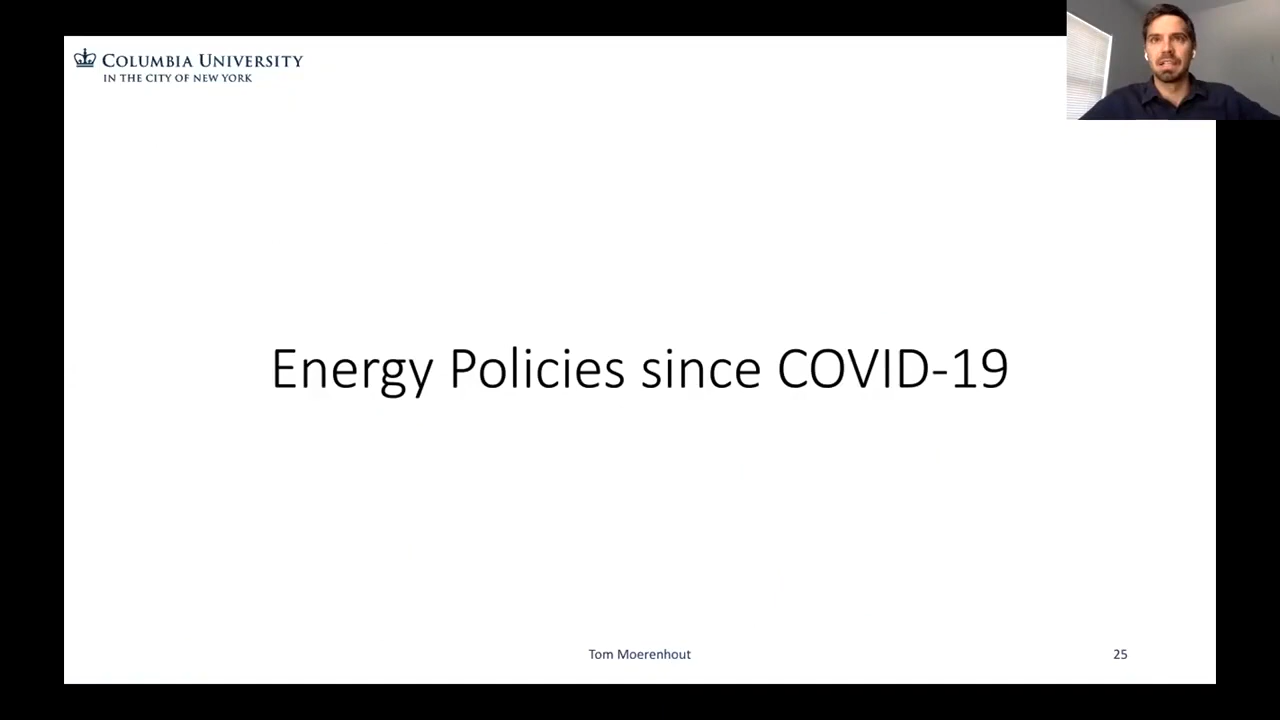 COLUMBIA UNIVERSITY
IN THE CITY OF NEW YORK
Energy Policies since COVID-19
Tom Moerenhout
25